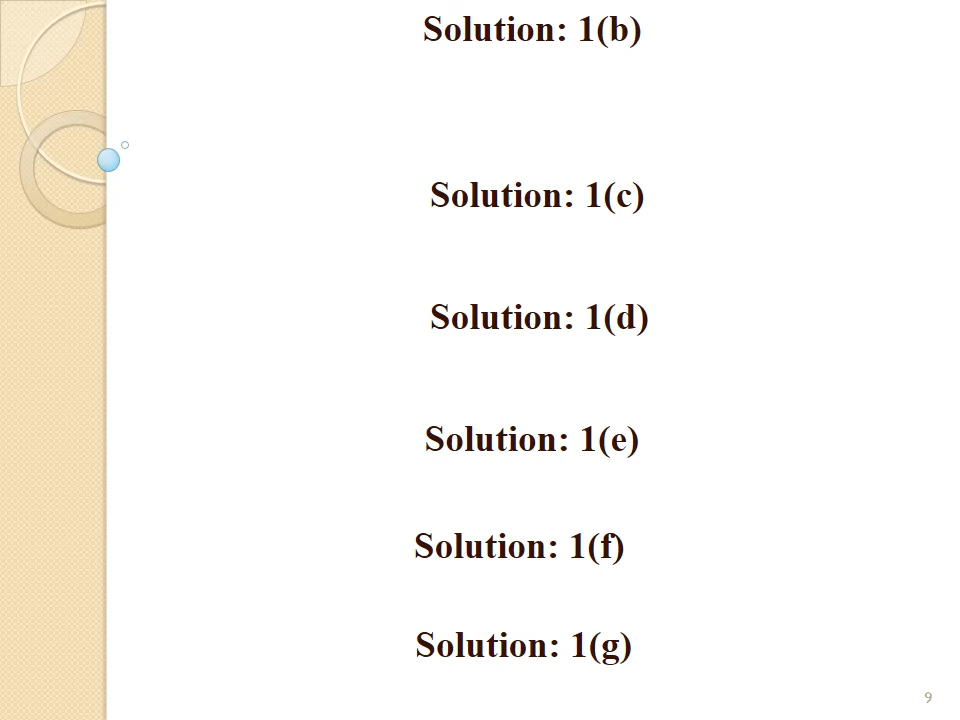 Solution: 1(b)
Solution: 1(c)
Solution: 1(d)
Solution: 1(e)
Solution: 1(f)
Solution: 1(g)
9